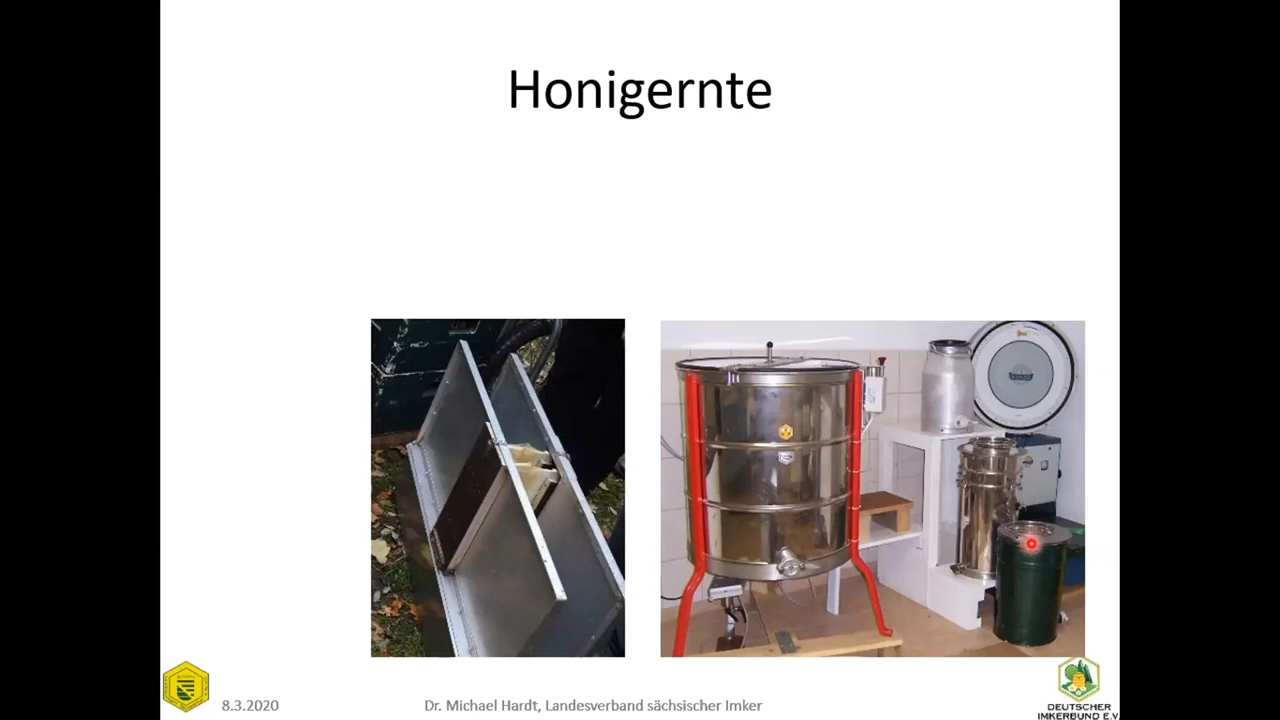 Honigernte
8.3.2020
Dr. Michael Hardt, Landesverband sächsischer Imker
DEUTSCHER
IMKERBUND E.V.